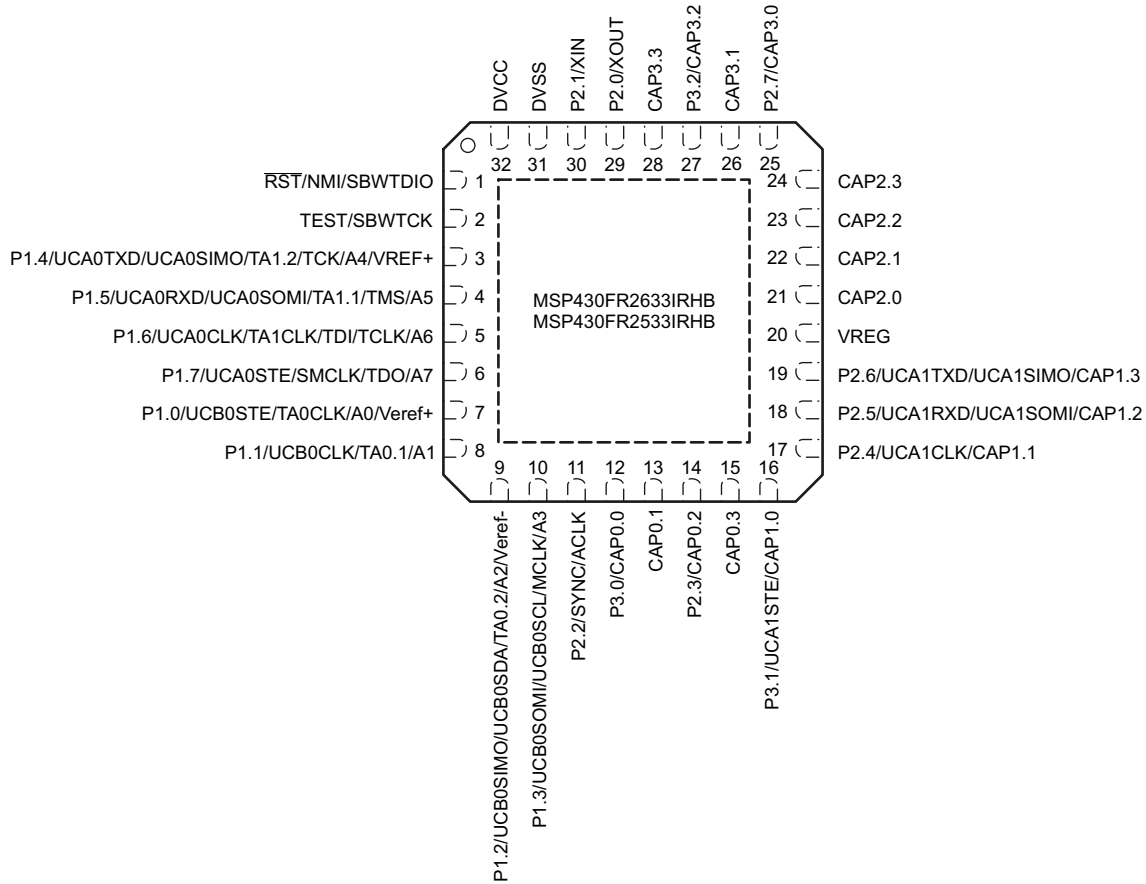 DVCC
DVSS
P2.1/XIN
P2.0/XOUT
CAP3.3
P3.2/CAP3.2
CAP3.1
P2.7/CAP3.0
32 31 30 29 28 27 26 25
RST/NMI/SBWTDIO 1
TEST/SBWTCK 2
P1.4/UCA0TXD/UCA0SIMO/TA1.2/TCK/A4/VREF+ 3
P1.5/UCA0RXD/UCA0SOMI/TA1.1/TMS/A5 4
P1.6/UCA0CLK/TA1CLK/TDI/TCLK/A6 5
P1.7/UCA0STE/SMCLK/TDO/A7 6
P1.0/UCB0STE/TA0CLK/A0/Veref+ 7
P1.1/UCB0CLK/TA0.1/A1 8
MSP430FR2633IRHB
MSP430FR2533IRHB
24 CAP2.3
23 CAP2.2
22 CAP2.1
21 CAP2.0
20 VREG
19 P2.6/UCA1TXD/UCA1SIMO/CAP1.3
18 P2.5/UCA1RXD/UCA1SOMI/CAP1.2
17 P2.4/UCA1CLK/CAP1.1
9 10 11 12 13 14 15 16
P1.2/UCB0SIMO/UCB0SDA/TA0.2/A2/Veref-
P1.3/UCB0SOMI/UCB0SCL/MCLK/A3
P2.2/SYNC/ACLK
P3.0/CAP0.0
CAP0.1
P2.3/CAP0.2
CAP0.3
P3.1/UCA1STE/CAP1.0